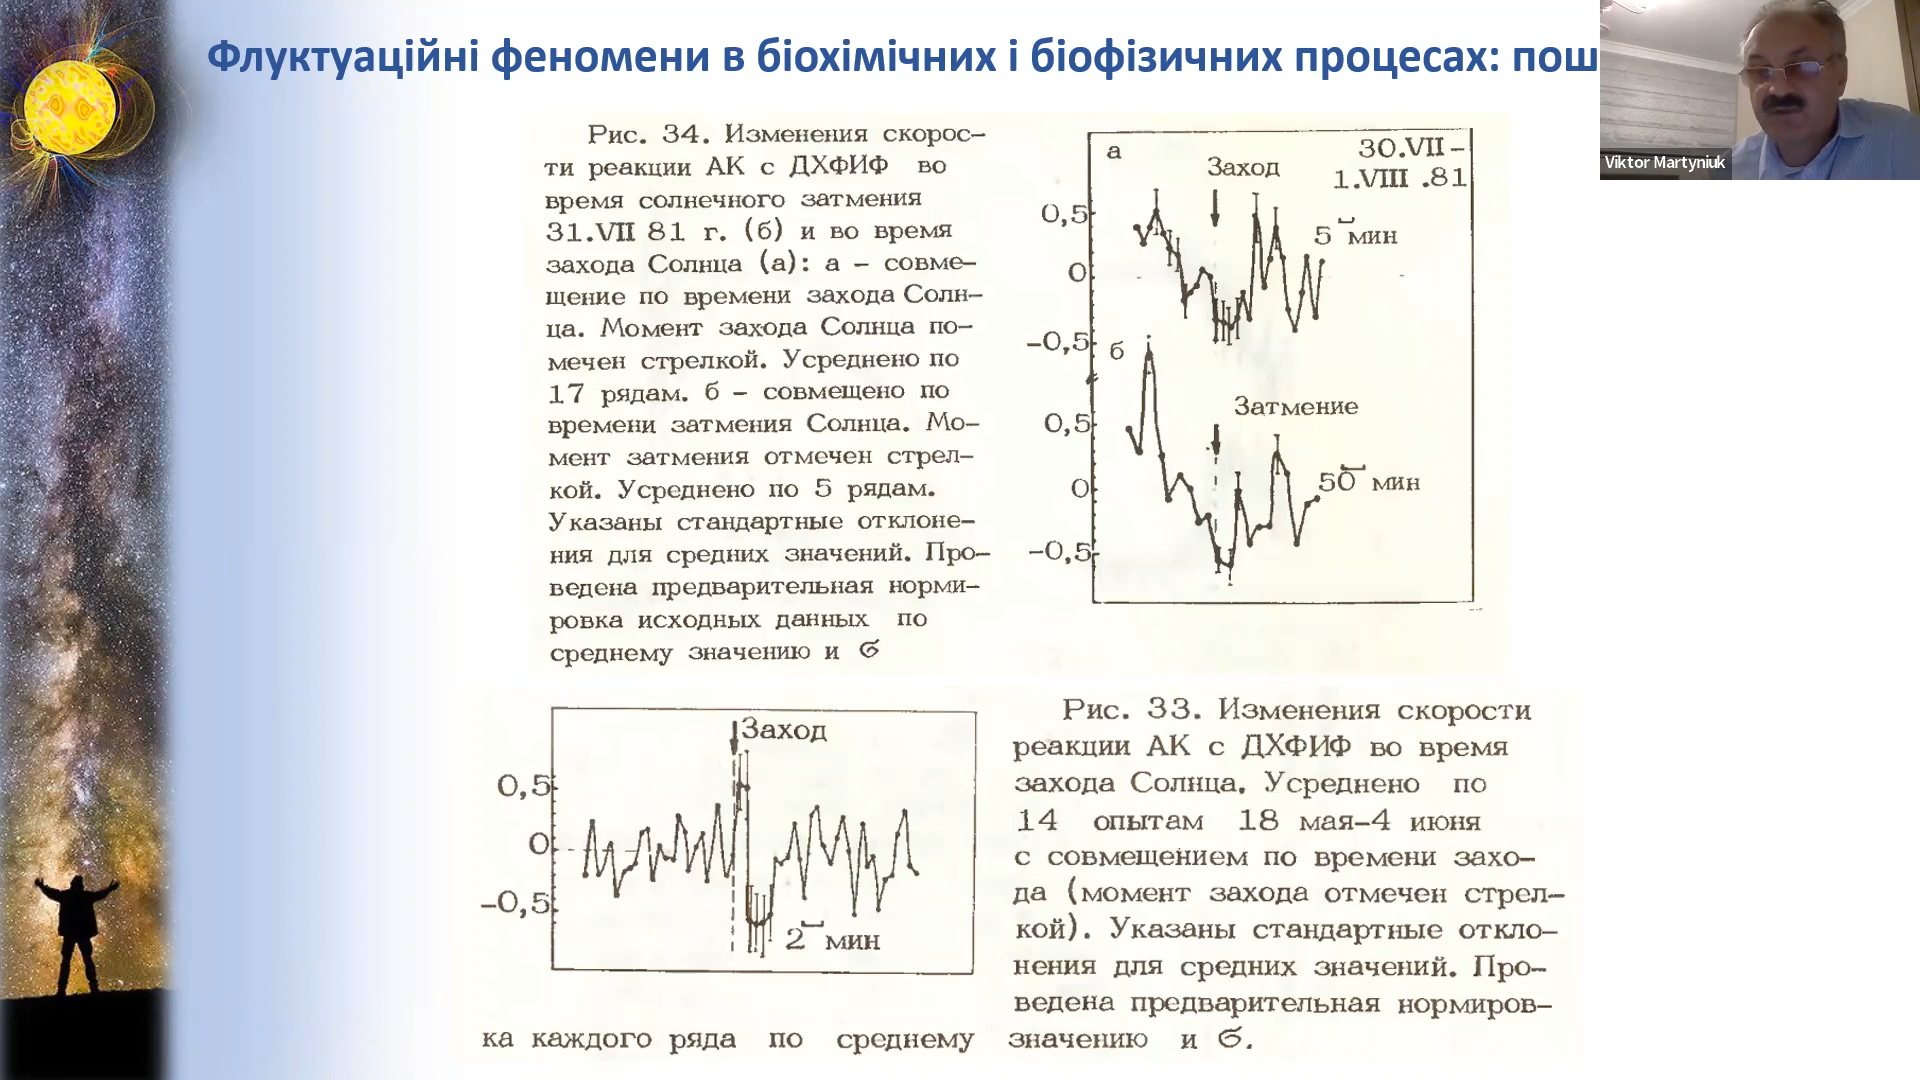 Флуктуаційні феномени в біохімічних і біофізичних процесах: пош
Viktor Martyniuk
Рис. 34. Изменения скорос-
ти реакции АК с ДХФИФ во
время солнечного затмения
31.VII 81 г. (б) и во время
захода Солнца (а): а - совме-
щение по времени захода Солн-
ца. Момент захода Солнца по-
мечен стрелкой. Усреднено по
17 рядам. б - совмещено по
времени затмения Солнца. Мо-
мент затмения отмечен стрел-
кой. Усреднено по 5 рядам.
Указаны стандартные отклоне-
ния для средних значений. Про-
ведена предварительная норми-
ровка исходных данных по
среднему значению и б
а
30.VII-
1.VIII.81
Заход
0,5
5 мин
0
-0,5
б
Затмение
0,5
0
50 мин
-0,5
Заход
0,5
0
-0,5
2 мин
Рис. 33. Изменения скорости
реакции АК с ДХФИФ во время
захода Солнца. Усреднено по
14 опытам 18 мая-4 июня
с совмещением по времени захо-
да (момент захода отмечен стрел-
кой). Указаны стандартные откло-
нения для средних значений. Про-
ведена предварительная нормиров-
ка каждого ряда по среднему значению и б.